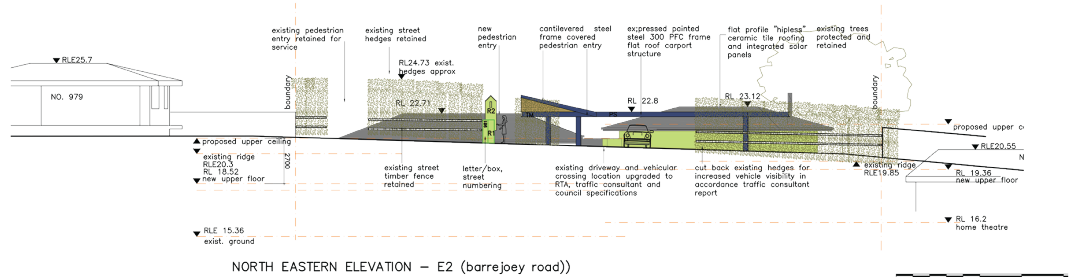 existing pedestrian
entry retained for
service
existing street
hedges retained
new
pedestrian
entry
cantilevered steel
frame covered
pedestrian entry
ex;pressed painted
steel 300 PFC frame
flat roof carport
structure
flat profile "hipless"
ceramic tile roofing
and integrated solar
panels
existing trees
protected and
retained
RLE25.7
NO. 979
boundary
RL24.73 exist.
hedges approx
RL 22.71
R2
R1
RL 22.8
RL 23.12
boundary
proposed upper ce
RLE20.55
N
proposed upper ceiling
existing ridge
RLE20.3
RL 18.52
new upper floor
2700
existing street
timber fence
retained
letter/box,
street
numbering
existing driveway and vehicular
crossing location upgraded to
RTA, traffic consultant and
council specifications
cut back existing hedges for
increased vehicle visibility in
accordance traffic consultant
report
existing ridge
RLE19.85
RL 19.36
new upper floor
RL 16.2
home theatre
RLE 15.36
exist. ground
NORTH EASTERN ELEVATION - E2 (barrejoey road))